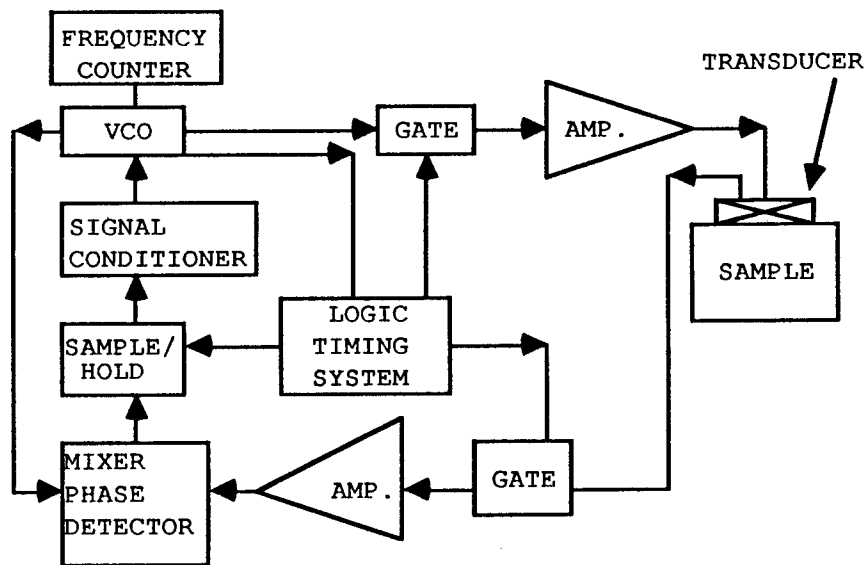 FREQUENCY
COUNTER
TRANSDUCER
VCO
GATE
AMP.
SIGNAL
CONDITIONER
SAMPLE
LOGIC
TIMING
SYSTEM
SAMPLE/
HOLD
MIXER
PHASE
DETECTOR
AMP.
GATE